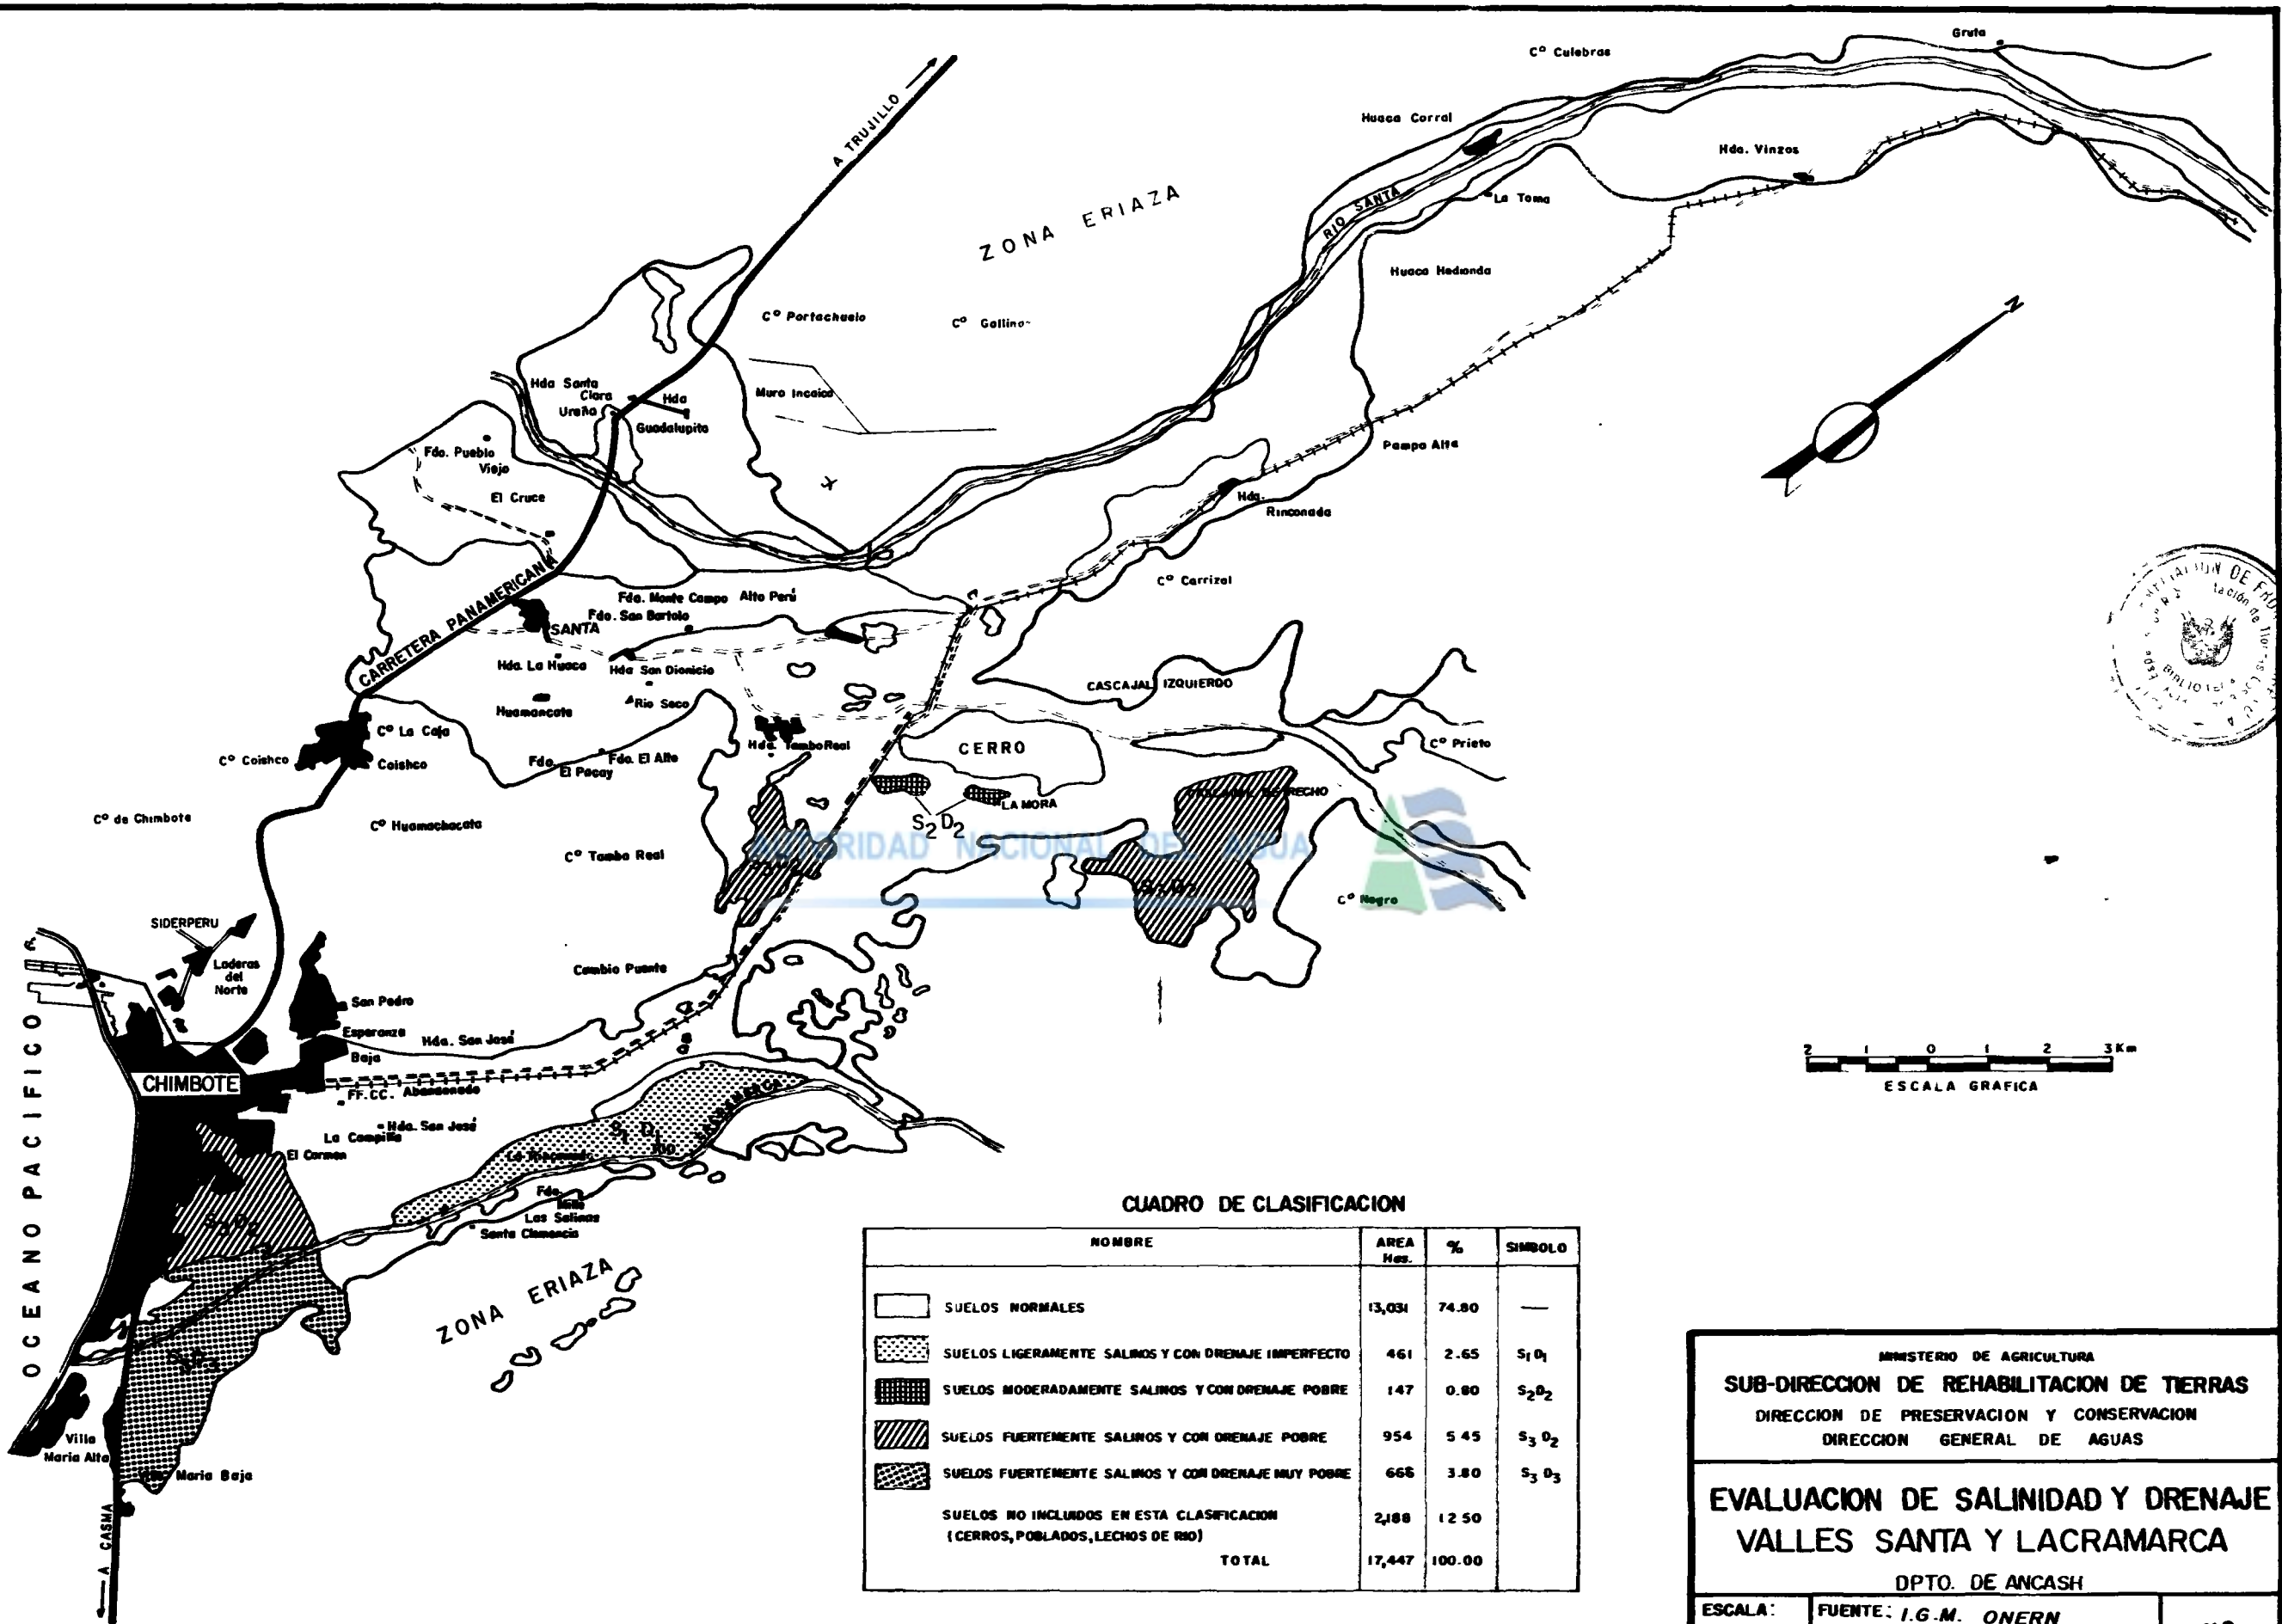 Gruta
Cº Culebras
A TRUJILLO
Huaca Corral
Hda. Vinzos
ZONA ERIAZA
RIO SANTA
La Toma
Huaca Hedionda
N
Cº Portachuelo
Cº Gallina
Hda Santa
Clara
Ureña
Hda
Guadalupito
Muro Incaico
Fdo. Pueblo
Viejo
El Cruce
Pampa Alta
Hda.
Rinconada
CARRETERA PANAMERICANA
Cº Carrizal
Fdo. Monte Campo
Alto Perú
Fdo. San Bartolo
SANTA
Hda. La Huaca
Hda San Dionicio
Huamancate
Rio Seco
CASCAJAL IZQUIERDO
Cº La Caja
Cº Coishco
Coishco
Fdo.
El Pacay
Fdo. El Alto
Hda. Tambo Real
CERRO
Cº Prieto
LA MORA
S2D2
Cº de Chimbote
Cº Huamachacata
Cº Tambo Real
AUTORIDAD NACIONAL DEL AGUA
Cº Negro
SIDERPERU
Laderas
del
Norte
Cambio Puente
San Pedro
Esperanza
Baja
Hda. San José
OCEANO PACIFICO
CHIMBOTE
FF.CC. Abandonado
Hda. San José
La Campiña
El Carmen
S1 D1
RIO
LACRAMARCA
Fdo.
Las Salinas
Santa Clemencia
S3D2
S3D3
ZONA ERIAZA
Villa
Maria Alta
Maria Baja
A CASMA
2 1 0 1 2 3 Km
ESCALA GRAFICA
CUADRO DE CLASIFICACION
NOMBRE AREA Has. % SIMBOLO
SUELOS NORMALES 13,031 74.80 —
SUELOS LIGERAMENTE SALINOS Y CON DRENAJE IMPERFECTO 461 2.65 S1D1
SUELOS MODERADAMENTE SALINOS Y CON DRENAJE POBRE 147 0.80 S2D2
SUELOS FUERTEMENTE SALINOS Y CON DRENAJE POBRE 954 5 45 S3 D2
SUELOS FUERTEMENTE SALINOS Y CON DRENAJE MUY POBRE 666 3.80 S3 D3
SUELOS NO INCLUIDOS EN ESTA CLASIFICACION 2,188 12 50
(CERROS, POBLADOS, LECHOS DE RIO)
TOTAL 17,447 100.00
MINISTERIO DE AGRICULTURA
SUB-DIRECCION DE REHABILITACION DE TIERRAS
DIRECCION DE PRESERVACION Y CONSERVACION
DIRECCION GENERAL DE AGUAS
EVALUACION DE SALINIDAD Y DRENAJE
VALLES SANTA Y LACRAMARCA
DPTO. DE ANCASH
ESCALA:
FUENTE: I.G.M. ONERN